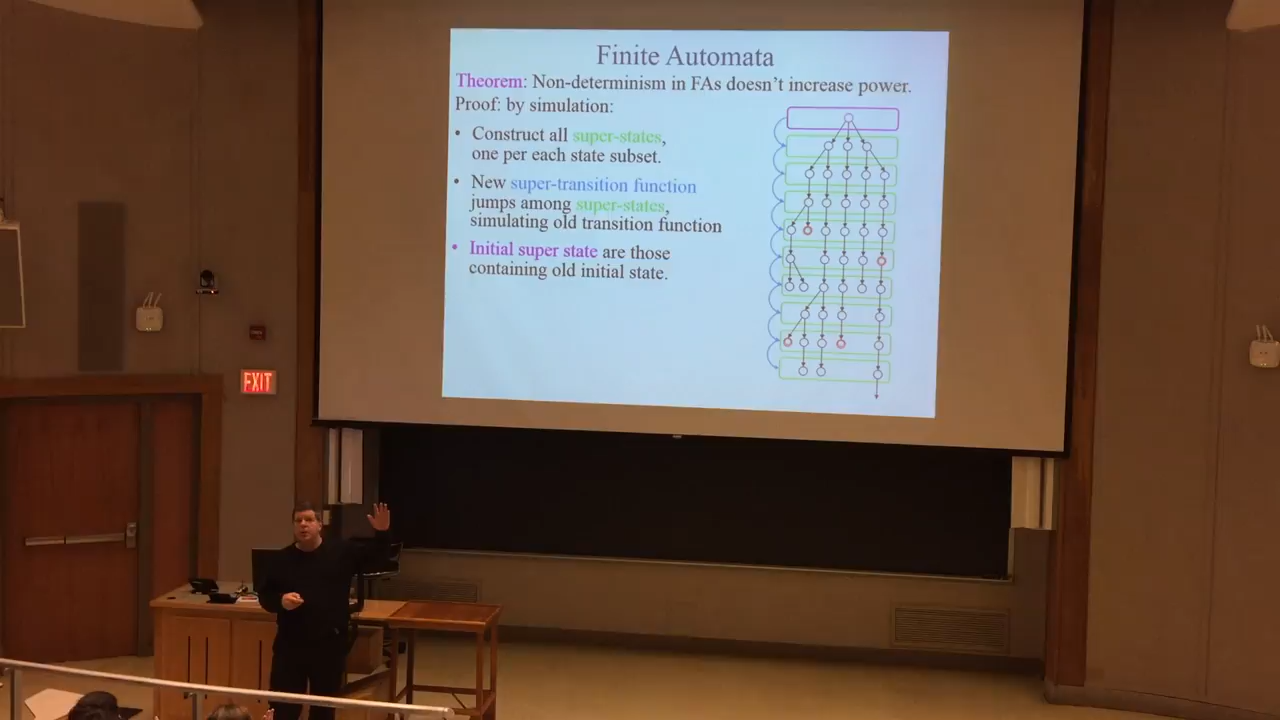 Finite Automata
Theorem: Non-determinism in FAs doesn't increase power.
Proof: by simulation:
• Construct all super-states,
one per each state subset.
• New super-transition function
jumps among super-states,
simulating old transition function
• Initial super state are those
containing old initial state.
EXIT